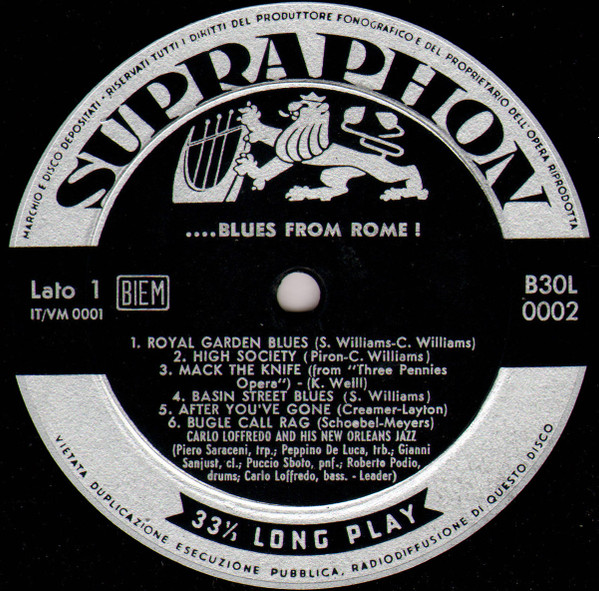 MARCHIO E DISCO DEPOSITATI · RISERVATI TUTTI I DIRITTI DEL PRODUTTORE FONOGRAFICO E DEL PROPRIETARIO DELL'OPERA RIPRODOTTA
SUPRAPHON
....BLUES FROM ROME !
Lato 1 BIEM
IT/VM 0001
B30L
0002
1. ROYAL GARDEN BLUES (S. Williams-C. Williams)
2. HIGH SOCIETY (Piron-C. Williams)
3. MACK THE KNIFE (from "Three Pennies
Opera") - (K. Weill)
4. BASIN STREET BLUES (S. Williams)
5. AFTER YOU'VE GONE (Creamer-Layton)
6. BUGLE CALL RAG (Schoebel-Meyers)
CARLO LOFFREDO AND HIS NEW ORLEANS JAZZ
(Piero Saraceni, trp.; Peppino De Luca, trb.; Gianni
Sanjust, cl.; Puccio Sboto, pnf.; Roberto Podio,
drums; Carlo Loffredo, bass. - Leader)
33⅓ LONG PLAY
VIETATA DUPLICAZIONE ESECUZIONE PUBBLICA, RADIODIFFUSIONE DI QUESTO DISCO